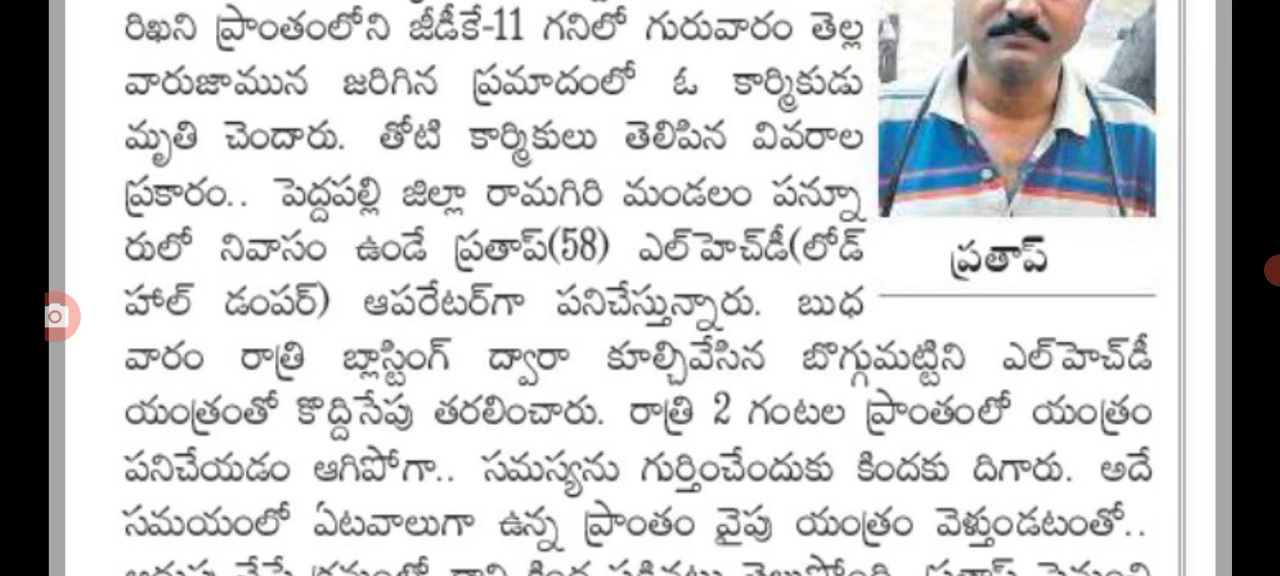 రిఖని ప్రాంతంలోని జీడీకే-11 గనిలో గురువారం తెల్ల
వారుజామున జరిగిన ప్రమాదంలో ఓ కార్మికుడు
మృతి చెందారు. తోటి కార్మికులు తెలిపిన వివరాల
ప్రకారం.. పెద్దపల్లి జిల్లా రామగిరి మండలం పన్నూ
రులో నివాసం ఉండే ప్రతాప్(58) ఎల్‌హెచ్‌డీ(లోడ్
హాల్ డంపర్) ఆపరేటర్‌గా పనిచేస్తున్నారు. బుధ
ప్రతాప్
వారం రాత్రి బ్లాస్టింగ్ ద్వారా కూల్చివేసిన బొగ్గుమట్టిని ఎల్‌హెచ్‌డీ
యంత్రంతో కొద్దిసేపు తరలించారు. రాత్రి 2 గంటల ప్రాంతంలో యంత్రం
పనిచేయడం ఆగిపోగా.. సమస్యను గుర్తించేందుకు కిందకు దిగారు. అదే
సమయంలో ఏటవాలుగా ఉన్న ప్రాంతం వైపు యంత్రం వెళ్తుండటంతో..